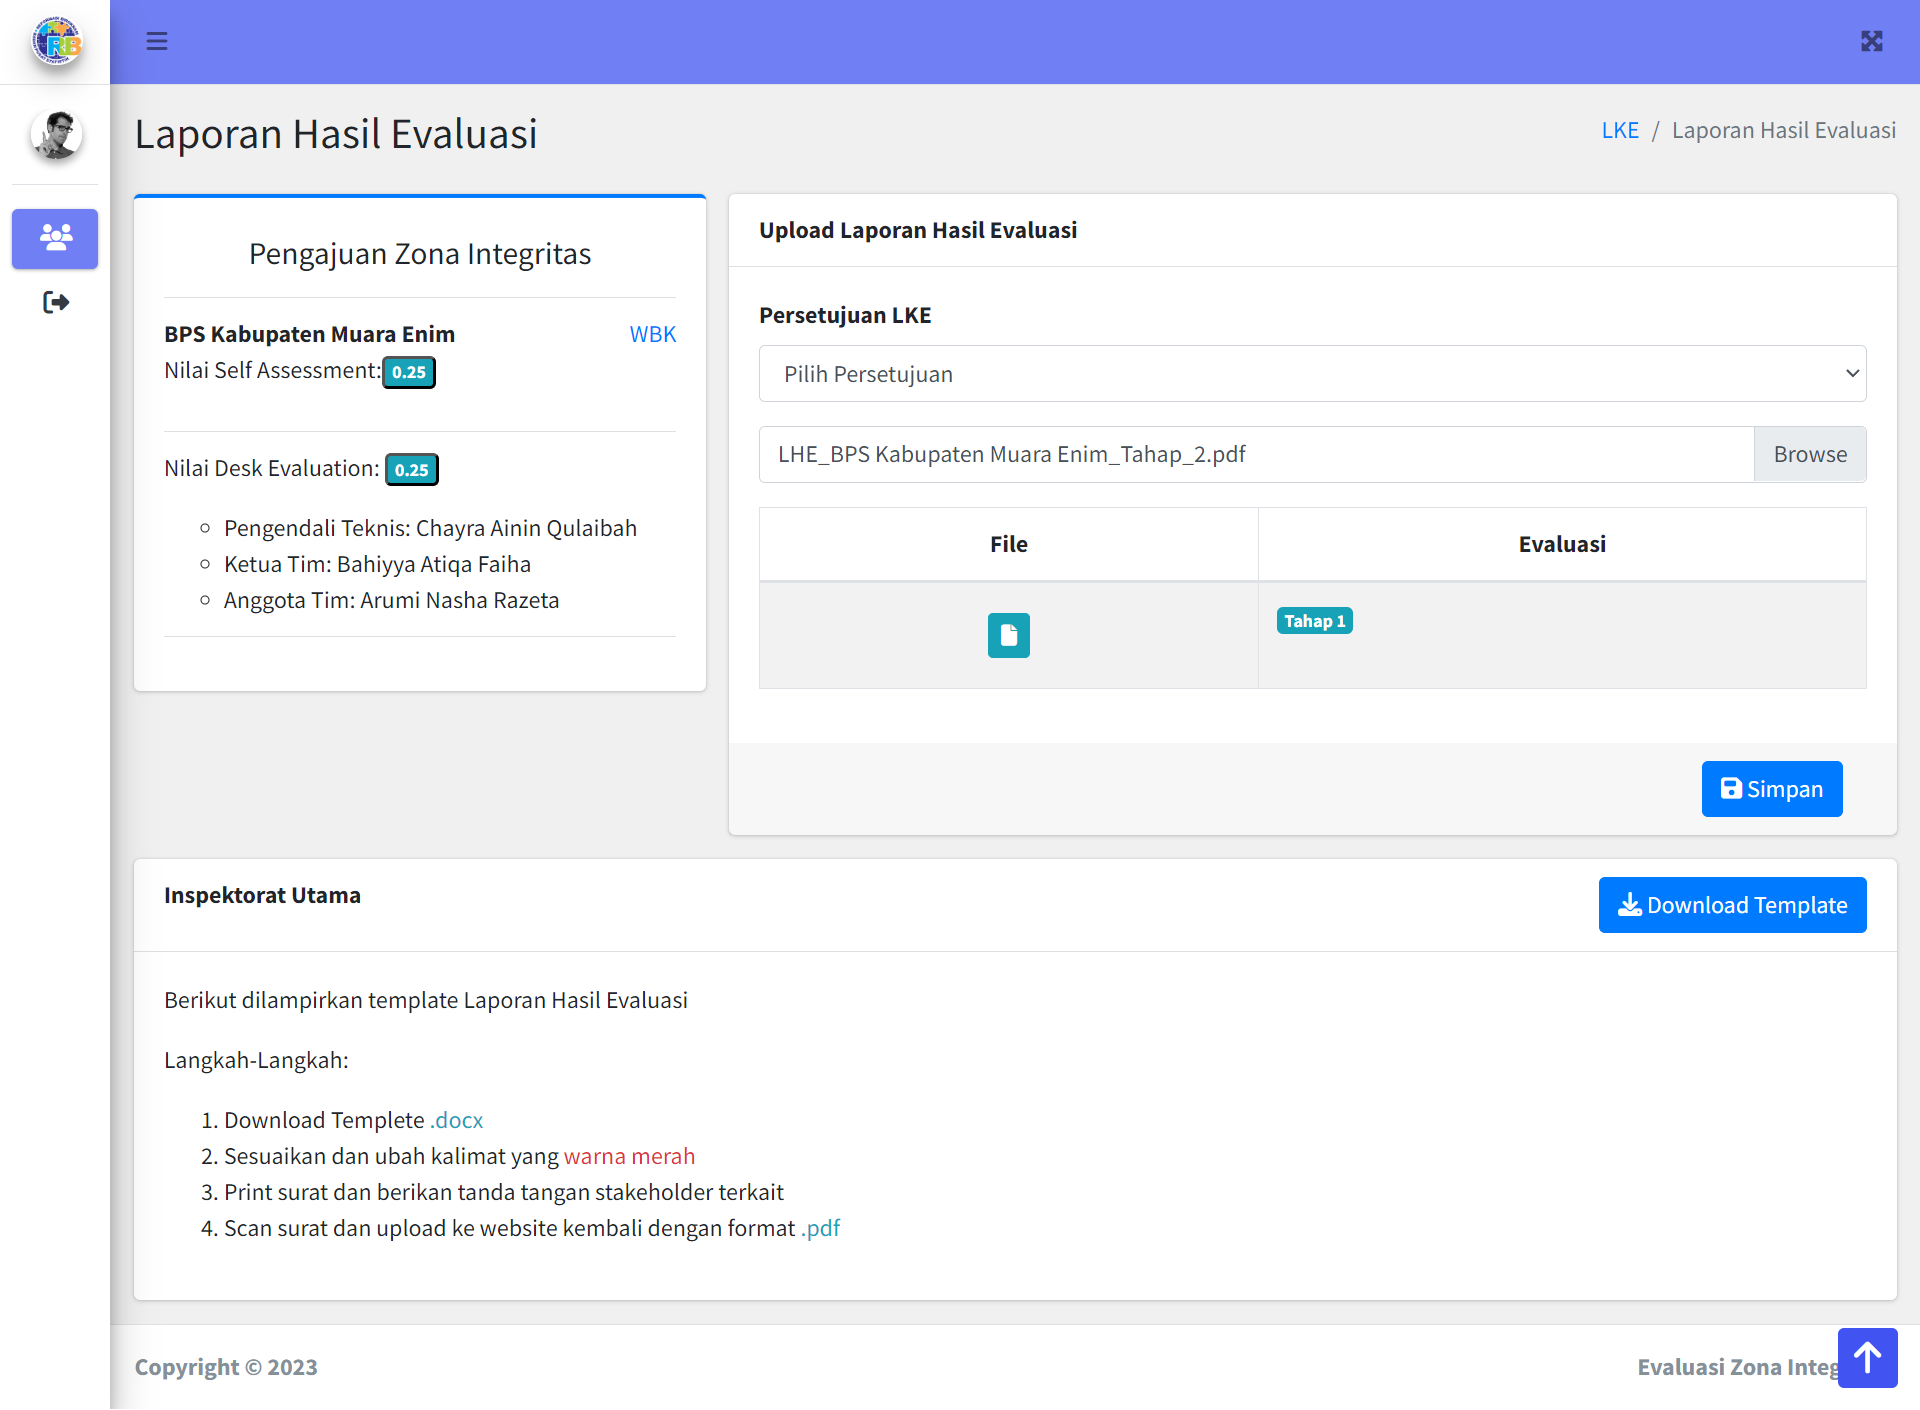 RB
Laporan Hasil Evaluasi
LKE / Laporan Hasil Evaluasi
Pengajuan Zona Integritas
BPS Kabupaten Muara Enim WBK
Nilai Self Assessment: 0.25
Nilai Desk Evaluation: 0.25
Pengendali Teknis: Chayra Ainin Qulaibah
Ketua Tim: Bahiyya Atiqa Faiha
Anggota Tim: Arumi Nasha Razeta
Upload Laporan Hasil Evaluasi
Persetujuan LKE
Pilih Persetujuan
LHE_BPS Kabupaten Muara Enim_Tahap_2.pdf Browse
File Evaluasi
Tahap 1
Simpan
Inspektorat Utama Download Template
Berikut dilampirkan template Laporan Hasil Evaluasi
Langkah-Langkah:
1. Download Templete .docx
2. Sesuaikan dan ubah kalimat yang warna merah
3. Print surat dan berikan tanda tangan stakeholder terkait
4. Scan surat dan upload ke website kembali dengan format .pdf
Copyright © 2023 Evaluasi Zona Integ